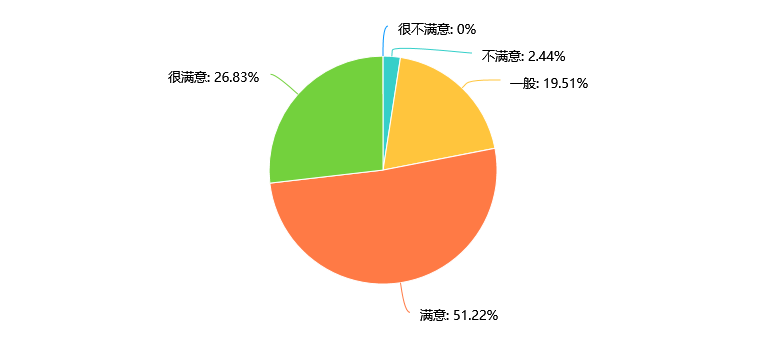 很不满意: 0%
不满意: 2.44%
很满意: 26.83%
一般: 19.51%
满意: 51.22%